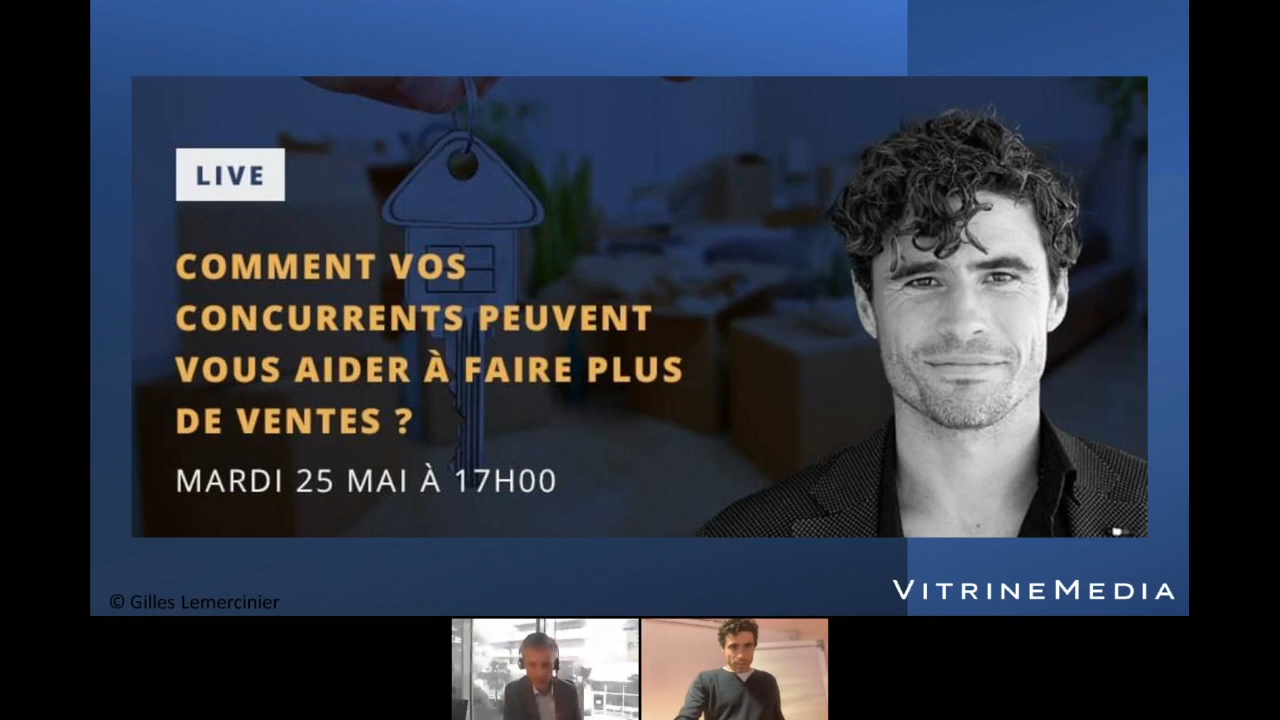 LIVE
COMMENT VOS
CONCURRENTS PEUVENT
VOUS AIDER À FAIRE PLUS
DE VENTES ?
MARDI 25 MAI À 17H00
© Gilles Lemercinier
VITRINEMEDIA